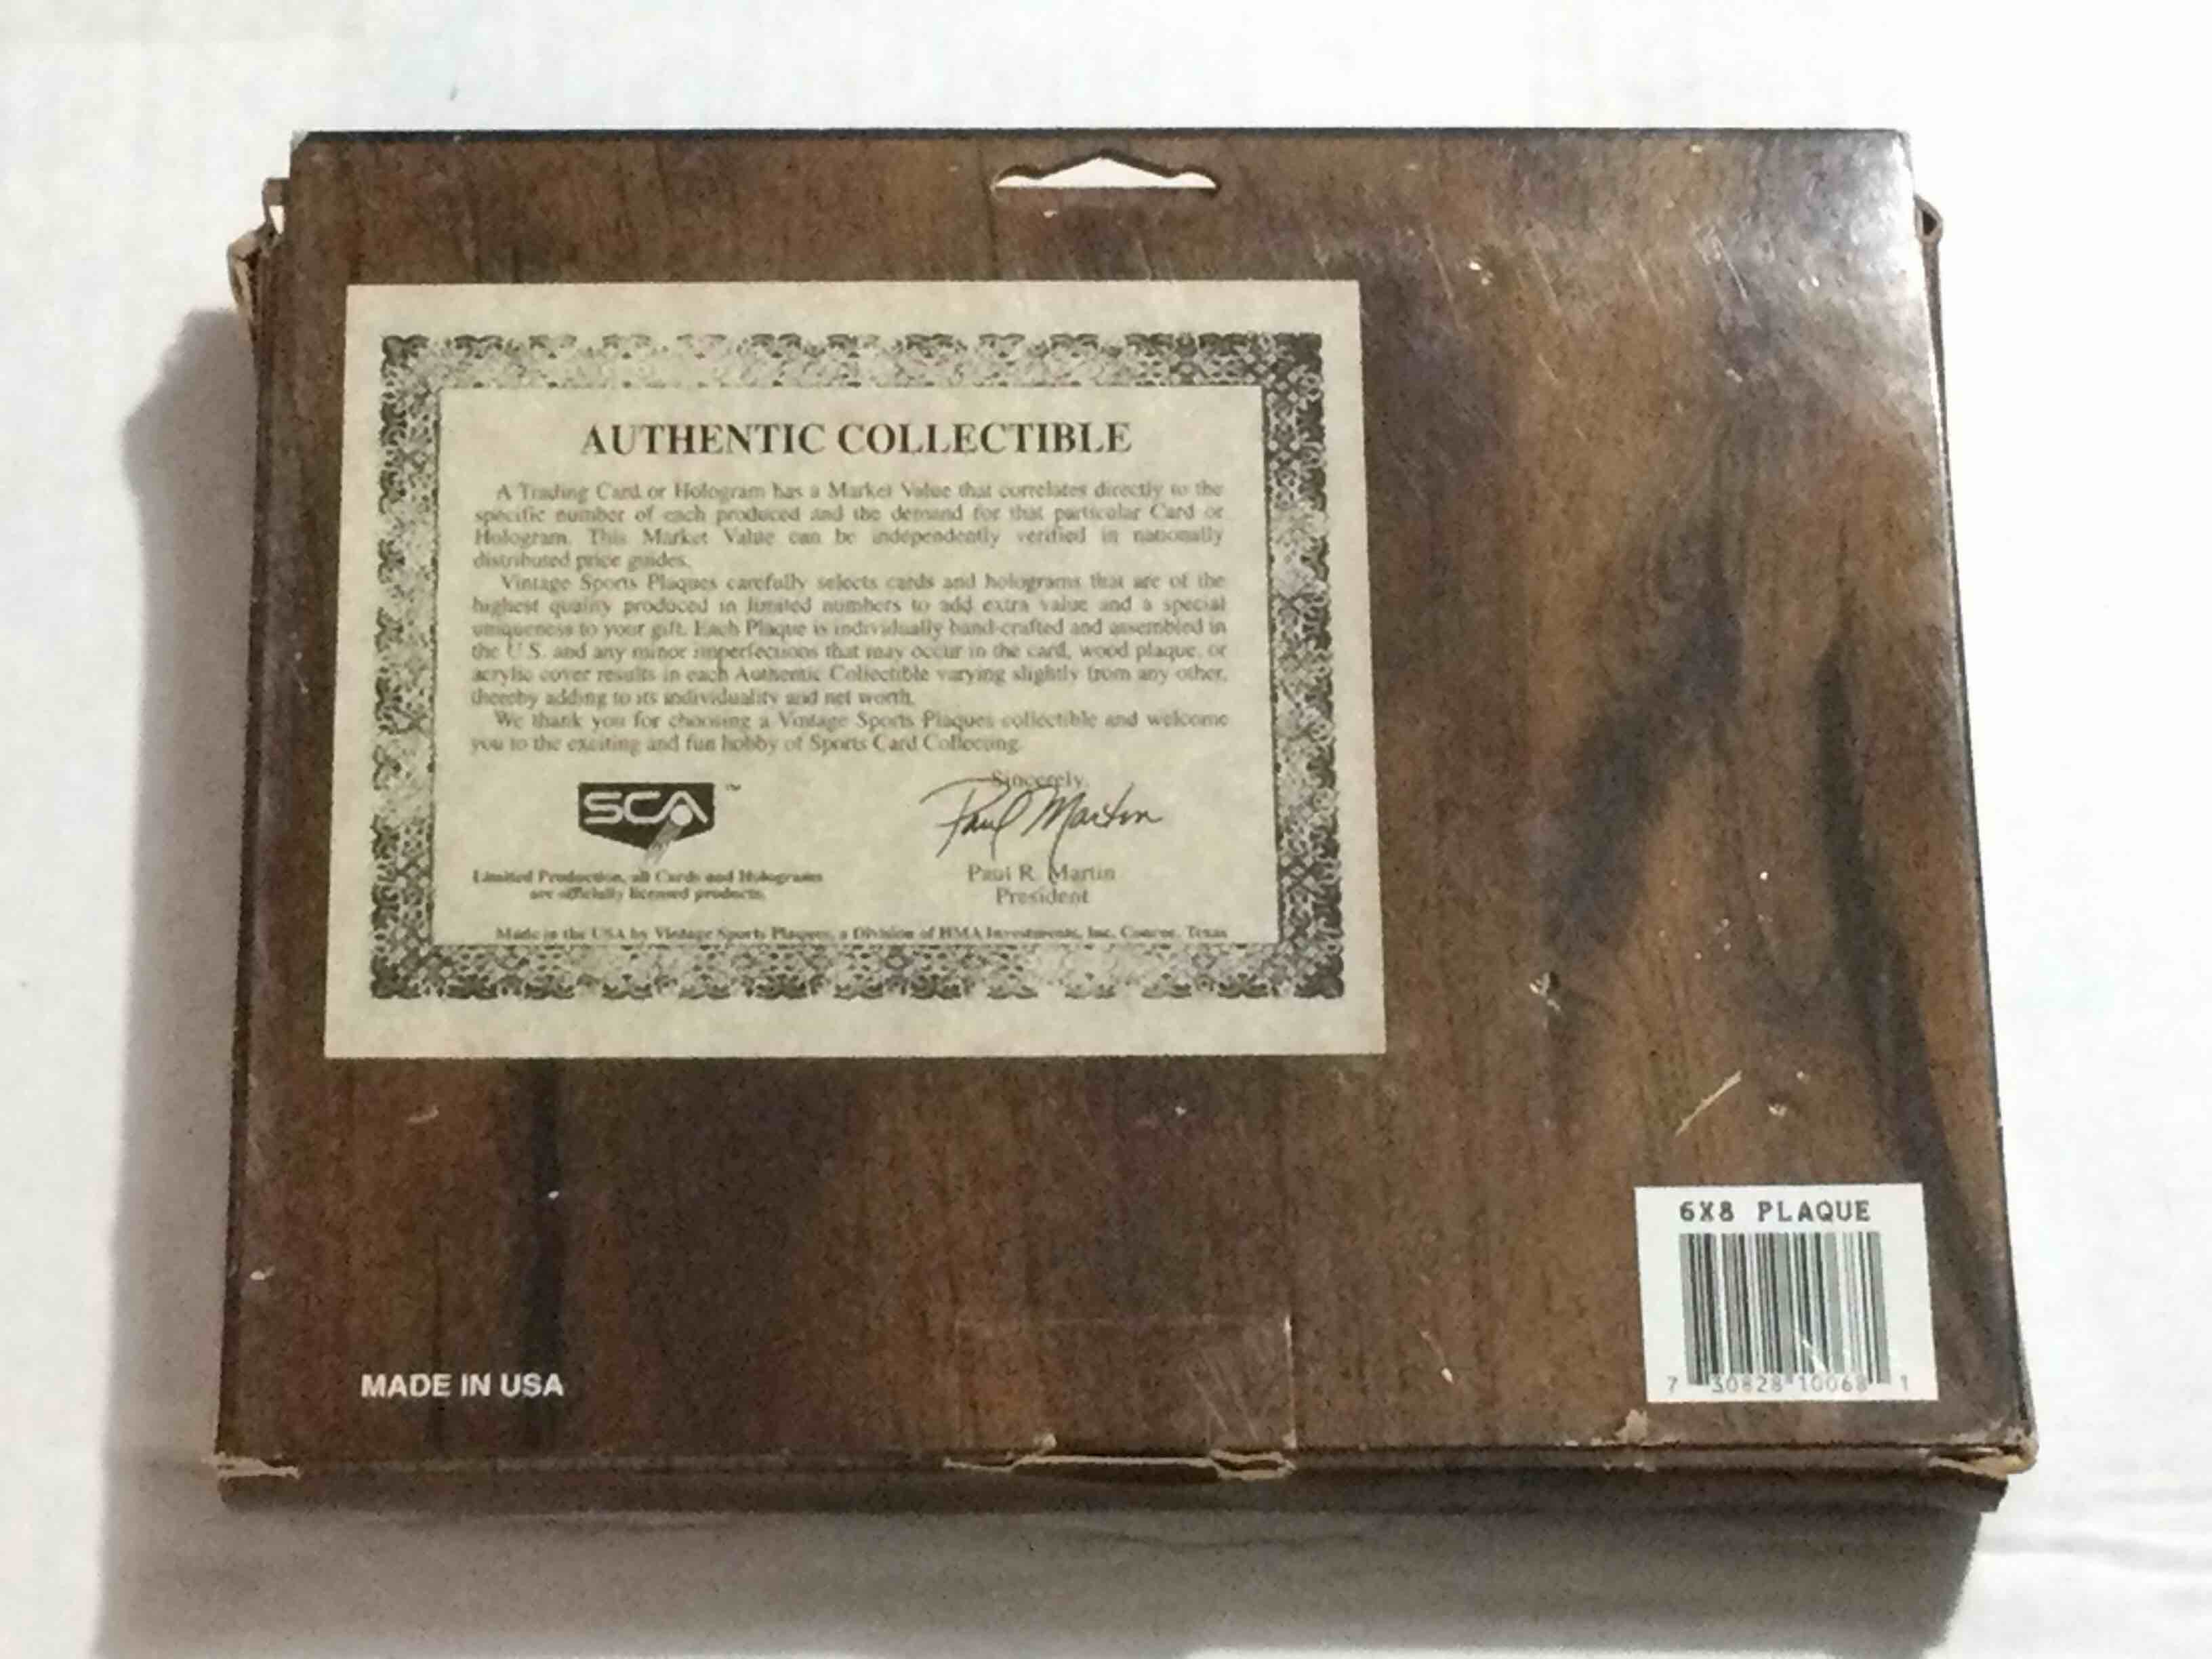 AUTHENTIC COLLECTIBLE
A Trading Card or Hologram has a Market Value that correlates directly to the
specific number of each produced and the demand for that particular Card or
Hologram. This Market Value can be independently verified in nationally
distributed price guides.
Vintage Sports Plaques carefully selects cards and holograms that are of the
highest quality produced in limited numbers to add extra value and a special
uniqueness to your gift. Each Plaque is individually hand-crafted and assembled in
the U.S. and any minor imperfections that may occur in the card, wood plaque, or
acrylic cover results in each Authentic Collectible varying slightly from any other,
thereby adding to its individuality and net worth.
We thank you for choosing a Vintage Sports Plaques collectible and welcome
you to the exciting and fun hobby of Sports Card Collecting.
Sincerely,
SCA™
Paul Martin
Limited Production, all Cards and Holograms
are officially licensed products.
Paul R. Martin
President
Made in the USA by Vintage Sports Plaques, a Division of HMA Investments, Inc. Conroe, Texas
6X8 PLAQUE
7 30828 10068 1
MADE IN USA